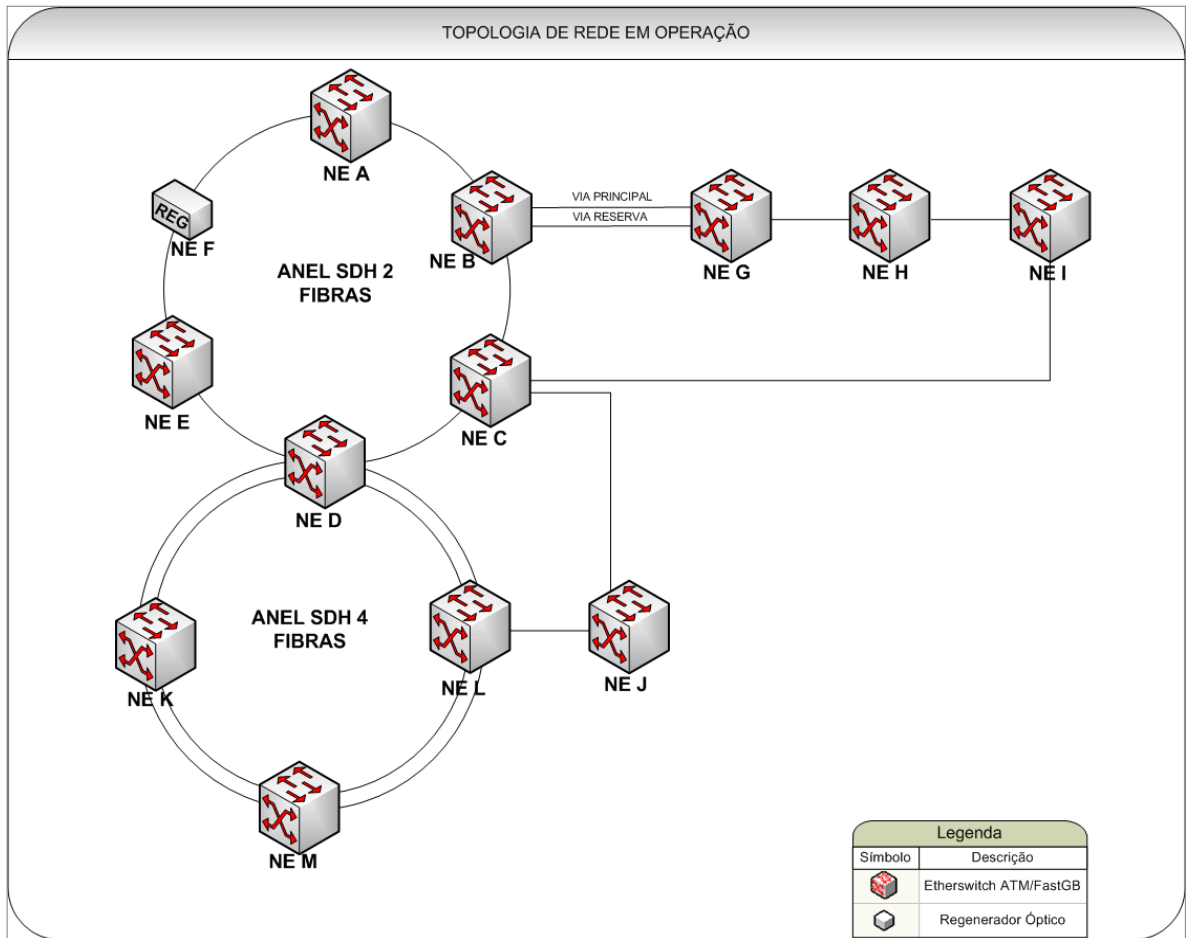 TOPOLOGIA DE REDE EM OPERAÇÃO
NE A
REG
NE F
VIA PRINCIPAL
VIA RESERVA
NE B
NE G
NE H
NE I
ANEL SDH 2
FIBRAS
NE E
NE C
NE D
ANEL SDH 4
FIBRAS
NE K
NE L
NE J
NE M
Legenda
Símbolo Descrição
Etherswitch ATM/FastGB
Regenerador Óptico